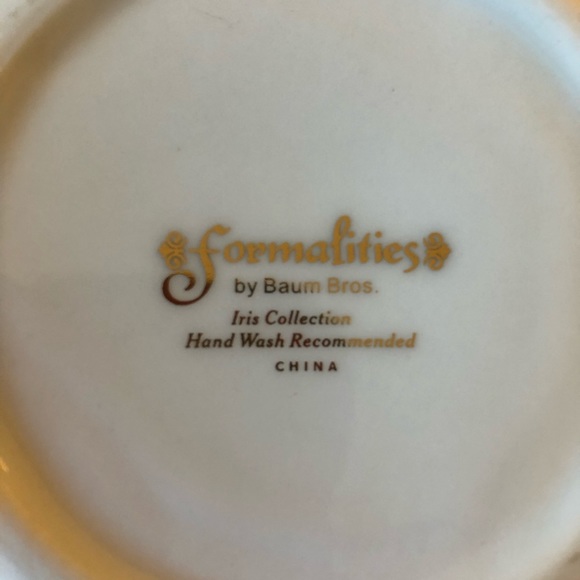 formalities
by Baum Bros.
Iris Collection
Hand Wash Recommended
CHINA